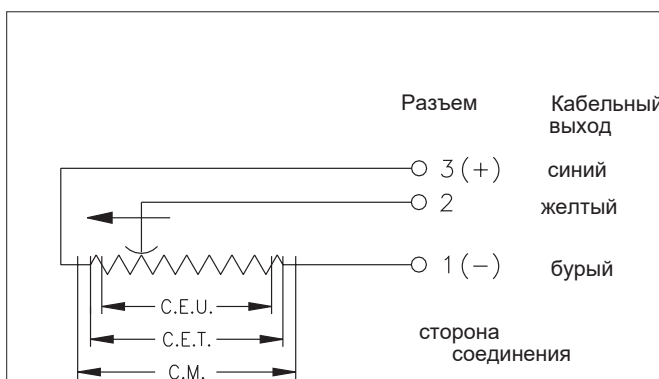 Разъем Кабельный
выход
3 (+) синий
2 желтый
1 (−) бурый
C.E.U.
C.E.T.
C.M.
сторона
соединения